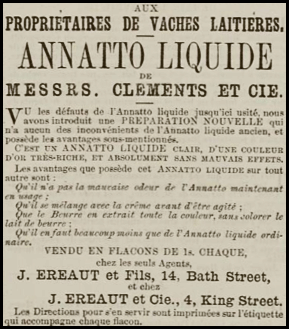 AUX
PROPRIÉTAIRES DE VACHES LAITIÈRES.
ANNATTO LIQUIDE
DE
MESSRS. CLEMENTS ET CIE.
VU les défauts de l'Annatto liquide jusqu'ici usité, nous
avons introduit une PREPARATION NOUVELLE qui
n'a aucun des inconvenients de l'Annatto liquide ancien, et
possède les avantages sous-mentionnés.
C'EST UN ANNATTO LIQUIDE CLAIR, D'UNE COULEUR
D'OR TRÈS-RICHE, ET ABSOLUMENT SANS MAUVAIS EFFETS.
Les avantages que possède cet ANNATTO LIQUIDE sur tout
autre sont :
Qu'il n'a pas la mauvaise odeur de l'Annatto maintenant
en usage ;
Qu'il se mélange avec la crème avant d'être agité ;
Que le Beurre en extrait toute la couleur, sans colorer le
lait de beurre ;
Qu'il en faut beaucoup moins que de l'Annatto liquide ordi-
naire.
VENDU EN FLACONS DE 1s. CHAQUE,
chez les seuls Agents,
J. EREAUT et Fils, 14, Bath Street,
et chez
J. EREAUT et Cie., 4, King Street.
Les Directions pour s'en servir sont imprimées sur l'étiquette
qui accompagne chaque flacon.